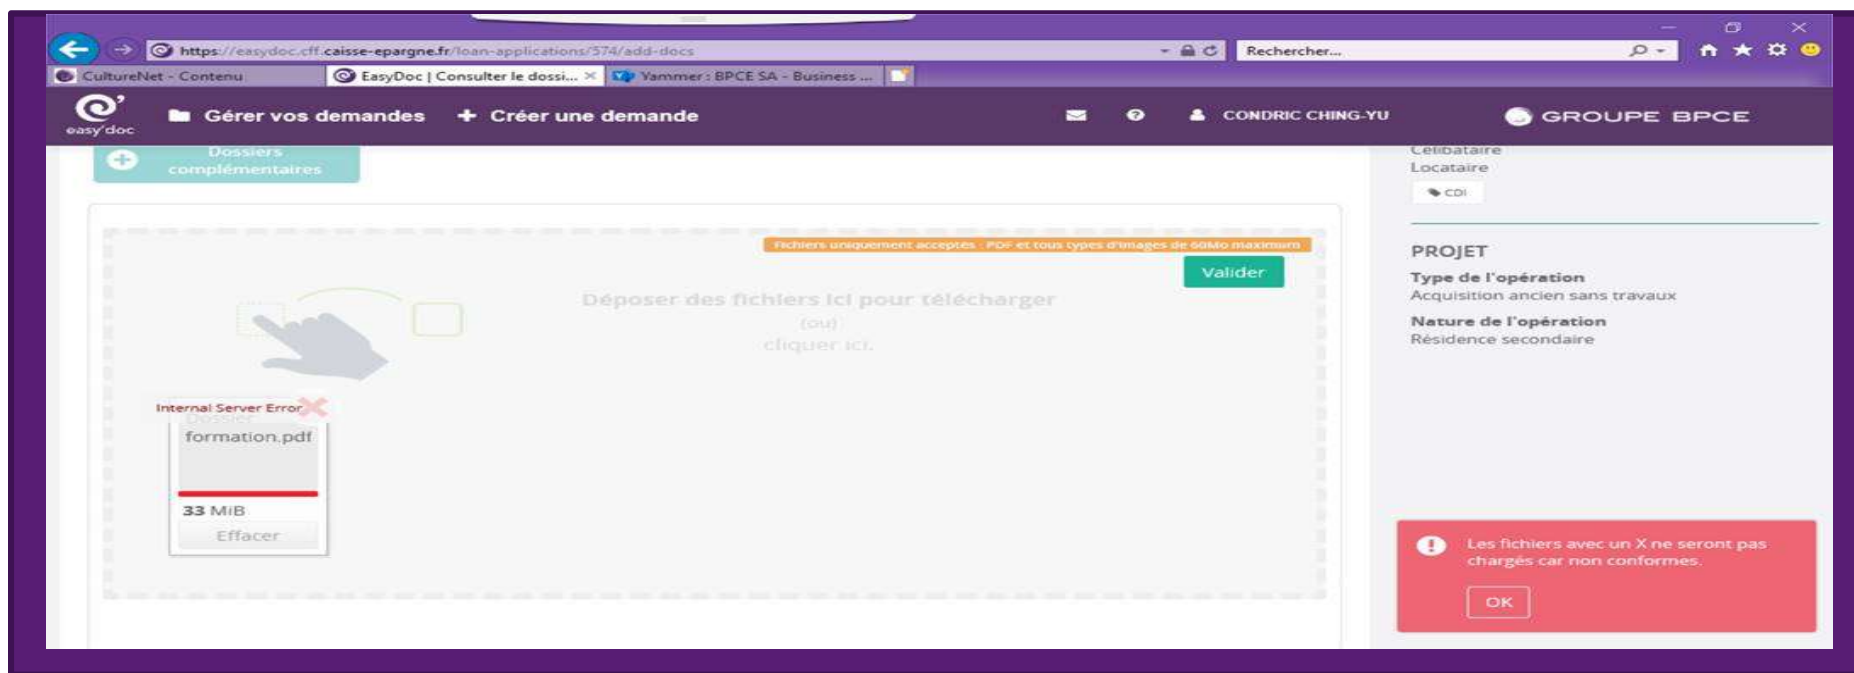 https://easydoc.cff.caisse-epargne.fr/loan-applications/574/add-docs
Rechercher...
CultureNet - Contenu
EasyDoc | Consulter le dossi...
Yammer : BPCE SA - Business ...
easy'doc
Gérer vos demandes
Créer une demande
CONDRIC CHING-YU
GROUPE BPCE
Dossiers
complémentaires
Célibataire
Locataire
CDI
Fichiers uniquement acceptés : PDF et tous types d'images de 60Mo maximum
Valider
Déposer des fichiers ici pour télécharger
(ou)
cliquer ici.
PROJET
Type de l'opération
Acquisition ancien sans travaux
Nature de l'opération
Résidence secondaire
Internal Server Error
Dossier
formation.pdf
33 MiB
Effacer
Les fichiers avec un X ne seront pas
chargés car non conformes.
OK